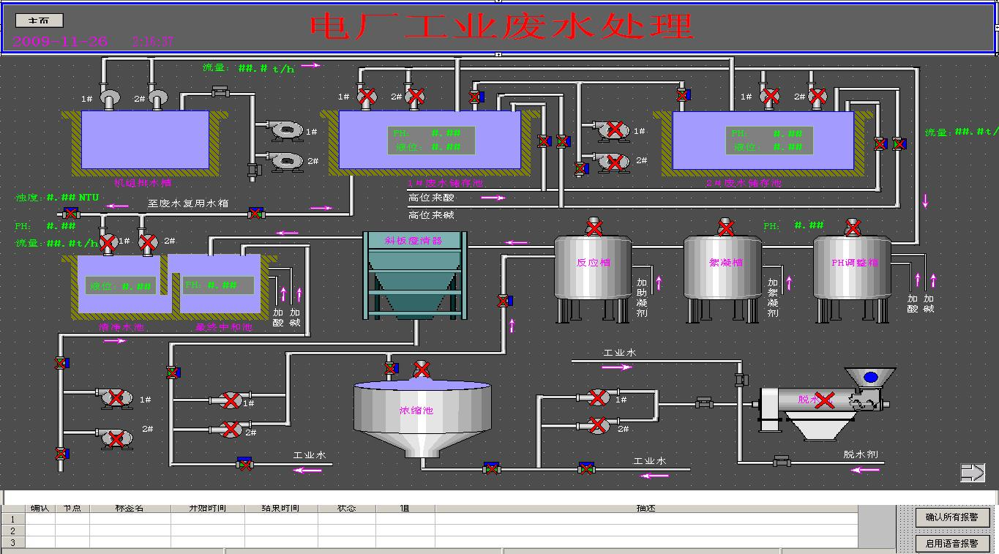 主页
电厂工业废水处理
2009-11-26 2:15:37
流量: ##.# t/h
1# 2#
1# 2#
1# 2#
1#
2#
1#
2#
PH: #.##
液位: #.##
PH: #.##
液位: #.##
流量: ##.#t/
机组排水槽
1#废水储存池
2#废水储存池
浊度: #.## NTU
至废水复用水箱
高位来酸
高位来碱
PH: #.##
流量: ##.#t/h
1# 2#
斜板澄清器
PH: #.##
反应槽
絮凝槽
PH调整箱
液位: #.##
PH: #.##
加酸
加碱
加助凝剂
加絮凝剂
加酸
加碱
清净水池
最终中和池
工业水
1#
2#
1#
2#
浓缩池
1#
2#
脱水机
工业水
工业水
脱水剂
确认 节点 标签名 开始时间 结束时间 状态 值 描述
1
2
3
确认所有报警
启用语音报警